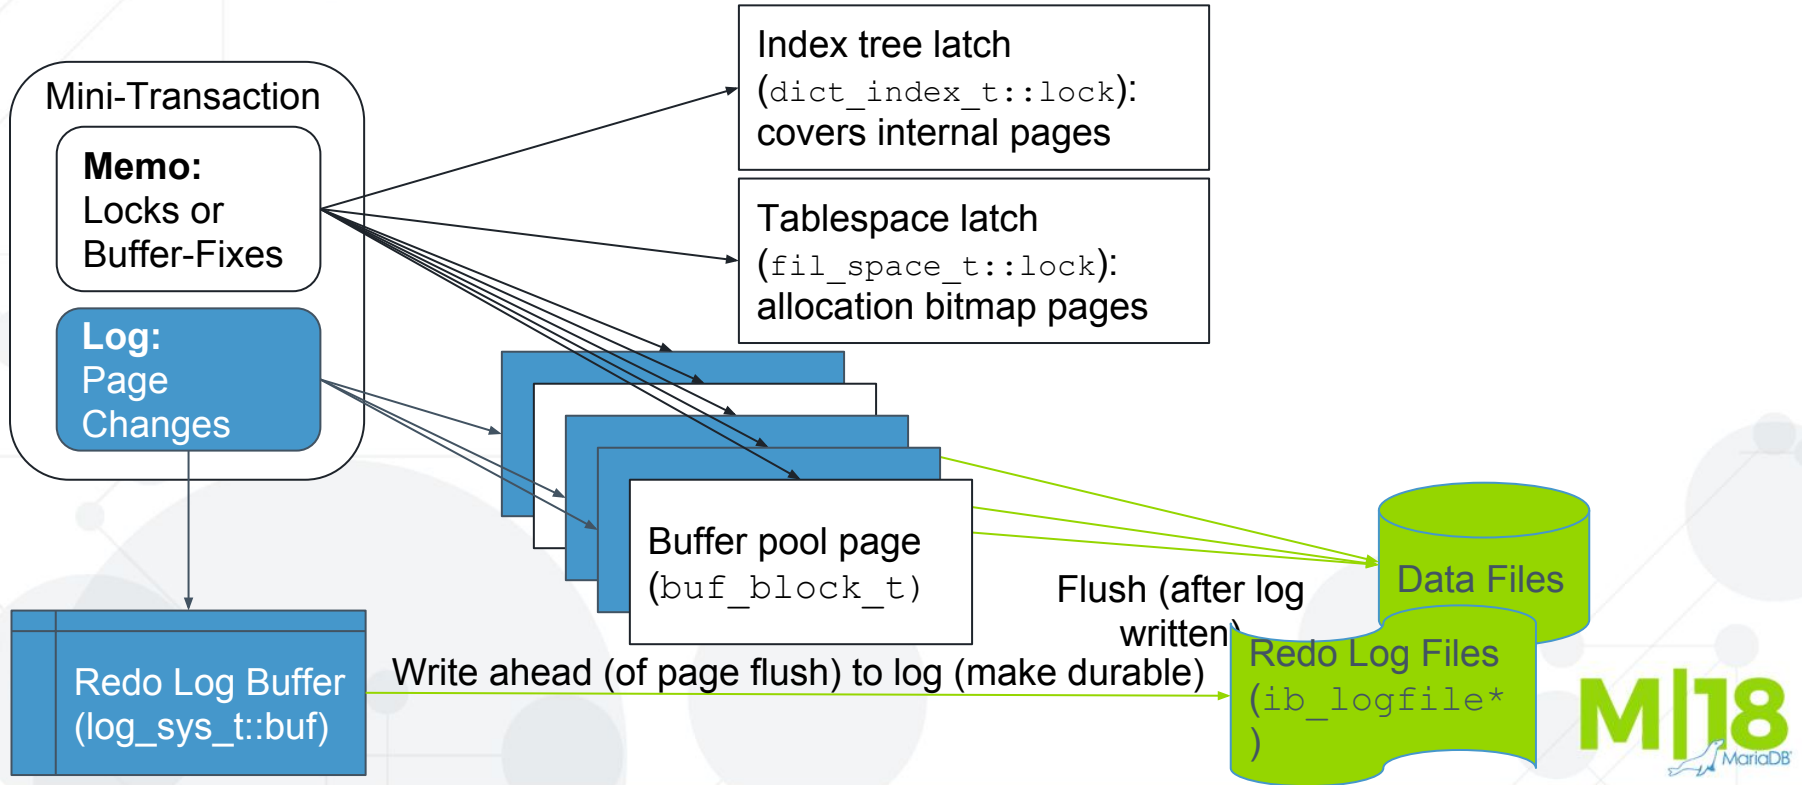 Mini-Transaction
Memo:
Locks or
Buffer-Fixes
Log:
Page
Changes
Index tree latch
(dict_index_t::lock):
covers internal pages
Tablespace latch
(fil_space_t::lock):
allocation bitmap pages
Buffer pool page
(buf_block_t)
Flush (after log
written)
Data Files
Redo Log Buffer
(log_sys_t::buf)
Write ahead (of page flush) to log (make durable)
Redo Log Files
(ib_logfile*
)
M|18
MariaDB